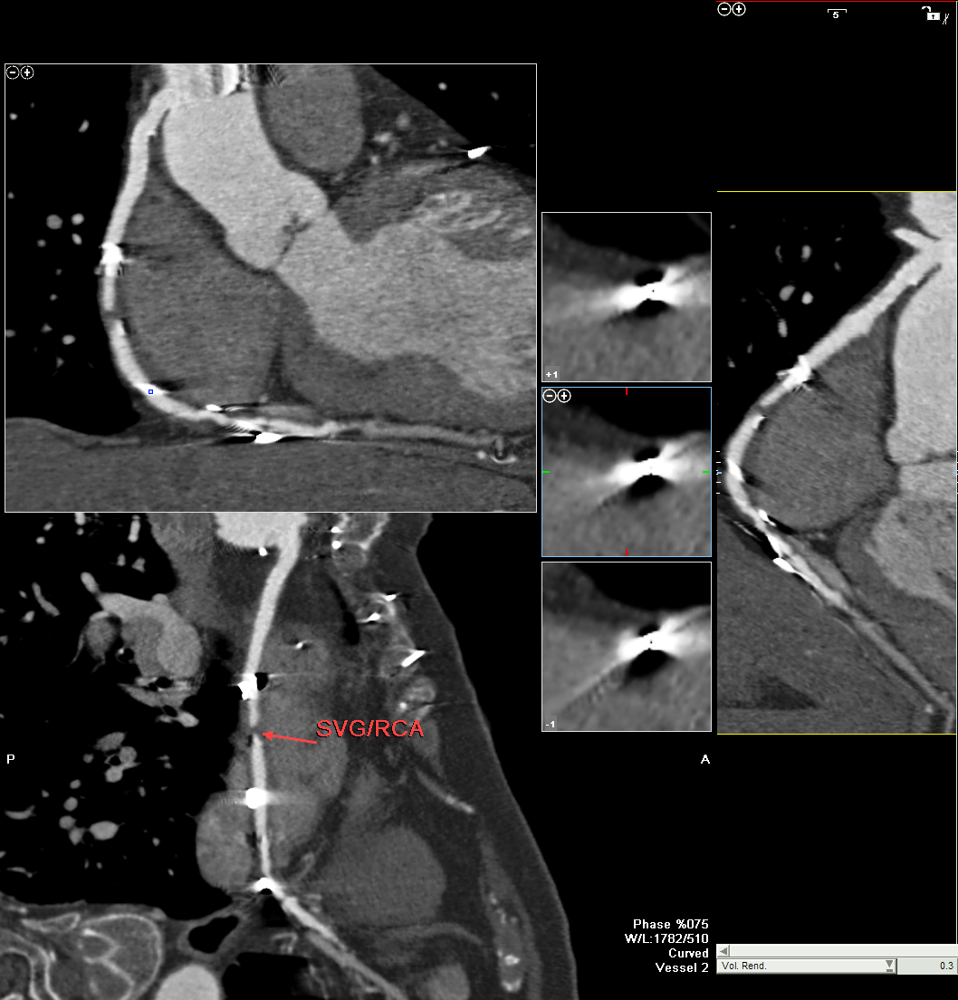 5
+1
-1
SVG/RCA
P
A
Phase %075
W/L:1782/510
Curved
Vessel 2
Vol. Rend.
0.3